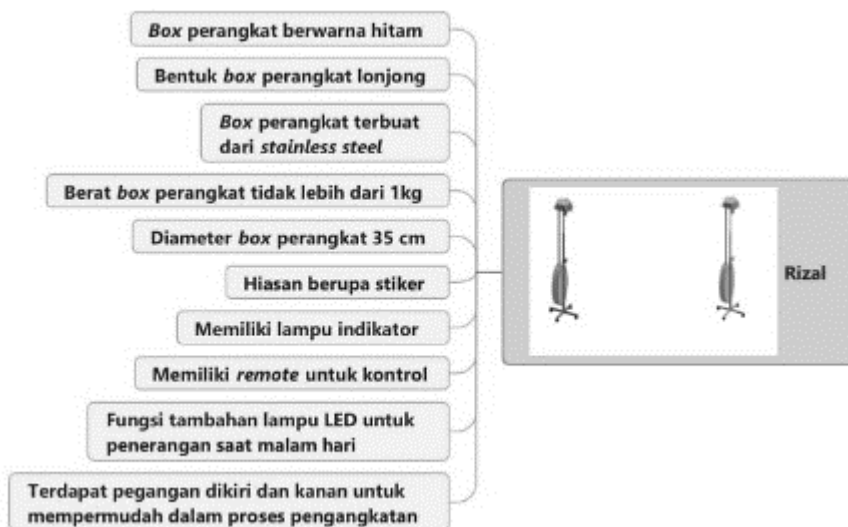 Box perangkat berwarna hitam
Bentuk box perangkat lonjong
Box perangkat terbuat
dari stainless steel
Berat box perangkat tidak lebih dari 1kg
Diameter box perangkat 35 cm
Hiasan berupa stiker
Memiliki lampu indikator
Memiliki remote untuk kontrol
Fungsi tambahan lampu LED untuk
penerangan saat malam hari
Terdapat pegangan dikiri dan kanan untuk
mempermudah dalam proses pengangkatan
Rizal